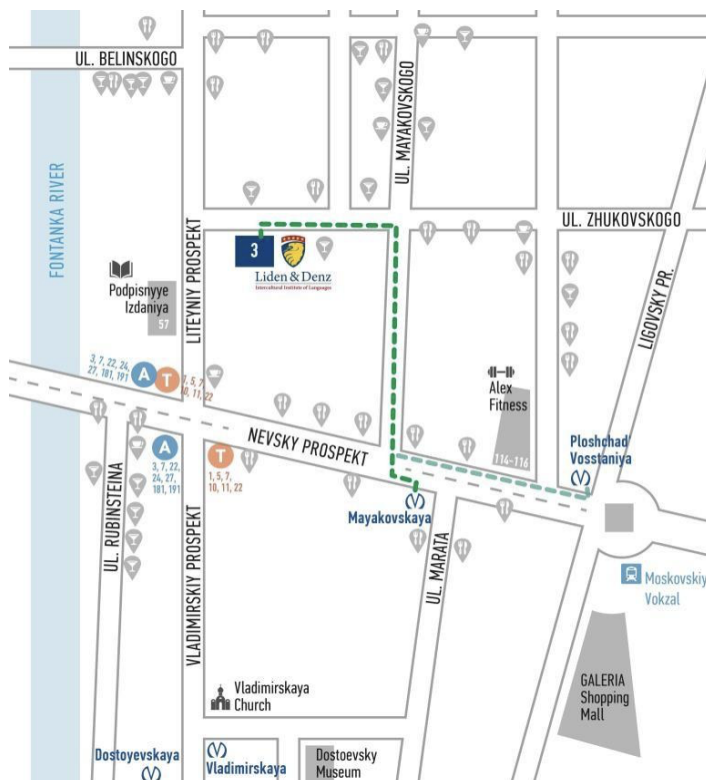 UL. BELINSKOGO
UL. MAYAKOVSKOGO
FONTANKA RIVER
LITEYNIY PROSPEKT
UL. ZHUKOVSKOGO
3
Liden & Denz
Intercultural Institute of Languages
Podpisnyye
Izdaniya
57
LIGOVSKY PR.
3, 7, 22, 24,
27, 181, 191
A
T
1, 5, 7,
10, 11, 22
Alex
Fitness
NEVSKY PROSPEKT
114-116
Ploshchad
Vosstaniya
A
3, 7, 22,
24, 27,
181, 191
T
1, 5, 7,
10, 11, 22
Mayakovskaya
UL. RUBINSTEINA
VLADIMIRSKIY PROSPEKT
UL. MARATA
Moskovskiy
Vokzal
Vladimirskaya
Church
GALERIA
Shopping
Mall
Dostoyevskaya
Vladimirskaya
Dostoevsky
Museum